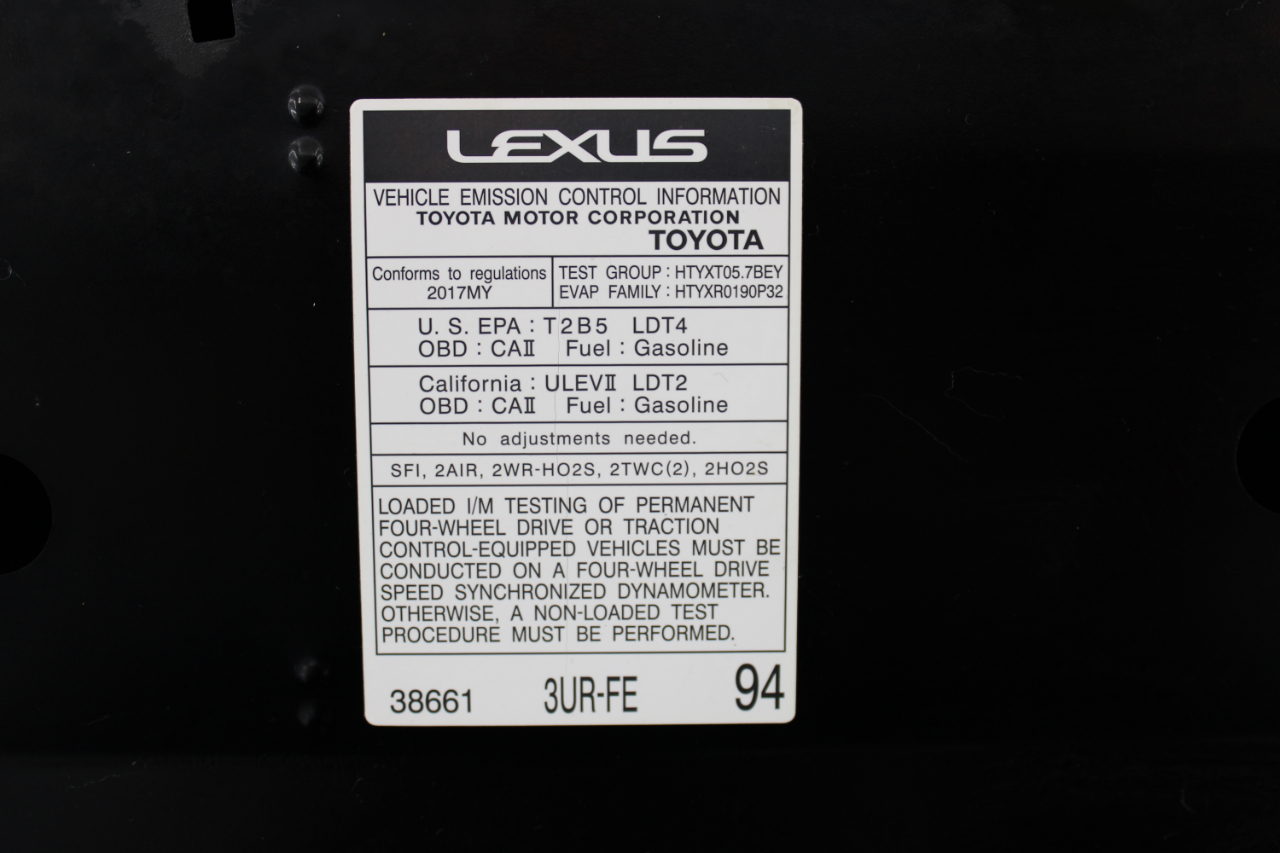 LEXUS
VEHICLE EMISSION CONTROL INFORMATION
TOYOTA MOTOR CORPORATION
TOYOTA
Conforms to regulations
2017MY
TEST GROUP : HTYXT05.7BEY
EVAP FAMILY : HTYXR0190P32
U. S. EPA : T2B5 LDT4
OBD : CAⅡ Fuel : Gasoline
California : ULEVⅡ LDT2
OBD : CAⅡ Fuel : Gasoline
No adjustments needed.
SFI, 2AIR, 2WR-HO2S, 2TWC(2), 2HO2S
LOADED I/M TESTING OF PERMANENT
FOUR-WHEEL DRIVE OR TRACTION
CONTROL-EQUIPPED VEHICLES MUST BE
CONDUCTED ON A FOUR-WHEEL DRIVE
SPEED SYNCHRONIZED DYNAMOMETER.
OTHERWISE, A NON-LOADED TEST
PROCEDURE MUST BE PERFORMED.
38661 3UR-FE 94